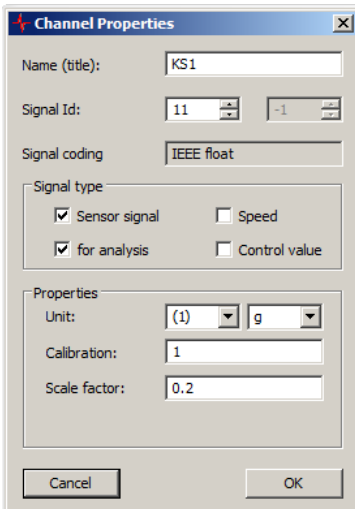 Channel Properties
Name (title): KS1
Signal Id: 11 -1
Signal coding IEEE float
Signal type
Sensor signal Speed
for analysis Control value
Properties
Unit: (1) g
Calibration: 1
Scale factor: 0.2
Cancel OK